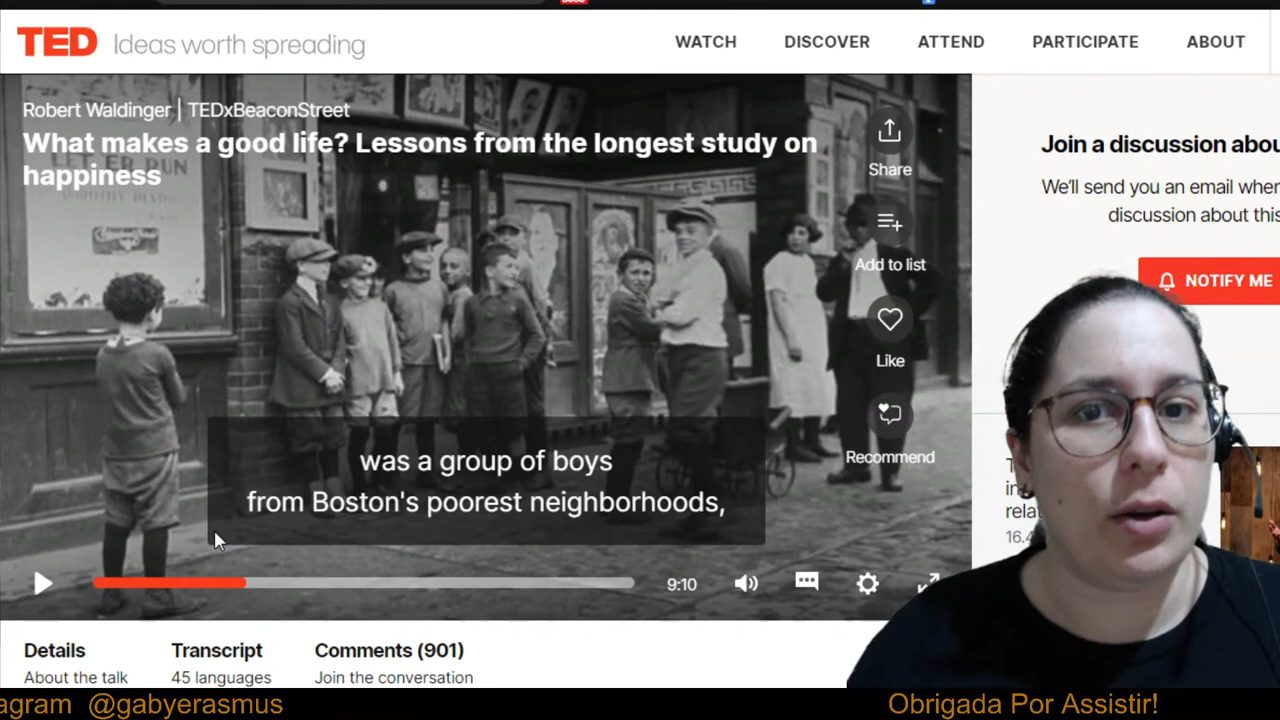 TED Ideas worth spreading
WATCH DISCOVER ATTEND PARTICIPATE ABOUT
Robert Waldinger | TEDxBeaconStreet
What makes a good life? Lessons from the longest study on
happiness
Share
Add to list
Like
Recommend
was a group of boys
from Boston's poorest neighborhoods,
9:10
Join a discussion abou
We'll send you an email when
discussion about this
NOTIFY ME
Details
About the talk
Transcript
45 languages
Comments (901)
Join the conversation
agram @gabyerasmus
Obrigada Por Assistir!